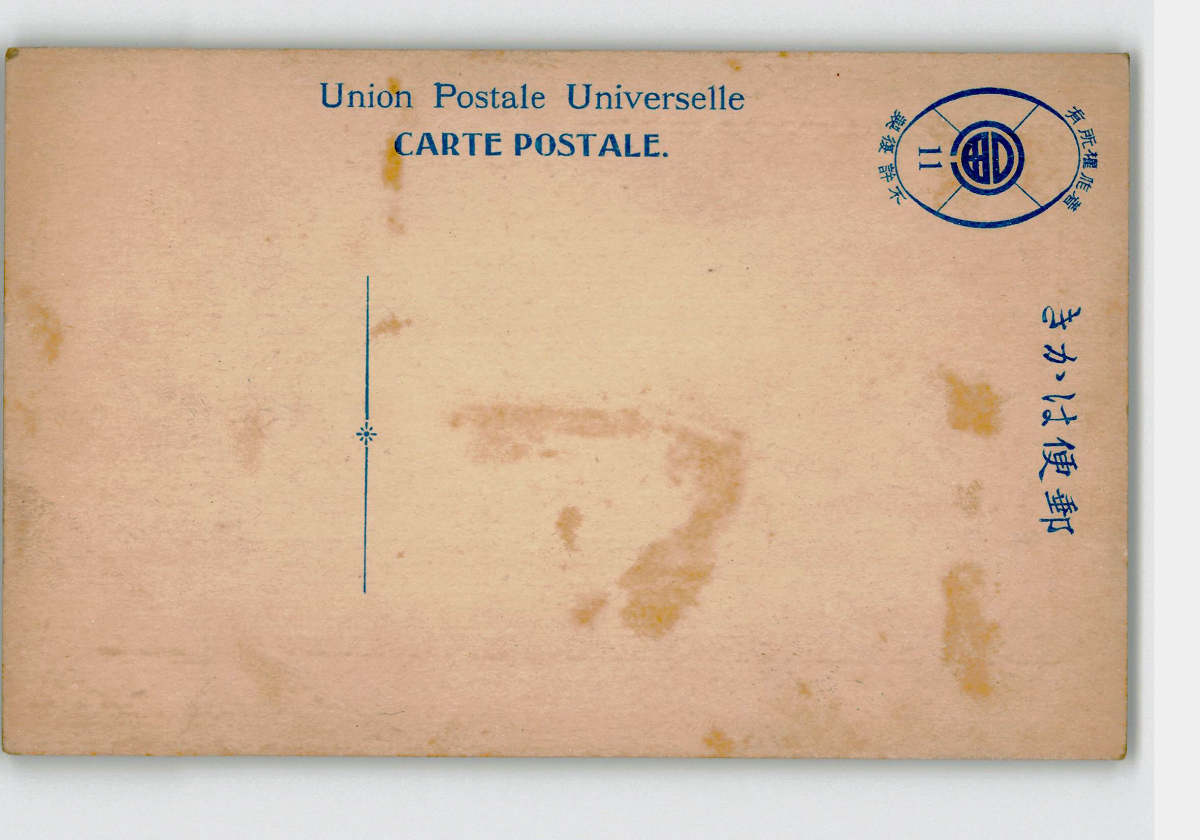 Union Postale Universelle
CARTE POSTALE.
著作權所有
11
不許複製
郵便はかき